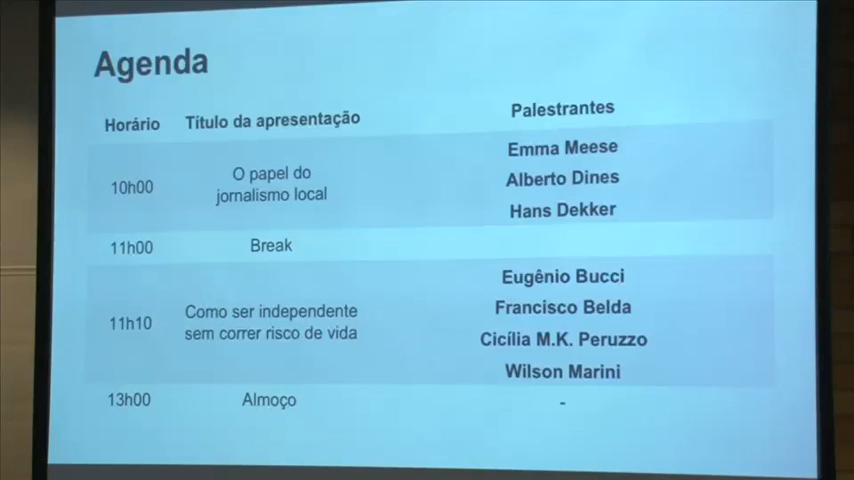 Agenda
Horário Título da apresentação Palestrantes
10h00 O papel do jornalismo local Emma Meese
Alberto Dines
Hans Dekker
11h00 Break
11h10 Como ser independente sem correr risco de vida Eugênio Bucci
Francisco Belda
Cicília M.K. Peruzzo
Wilson Marini
13h00 Almoço -